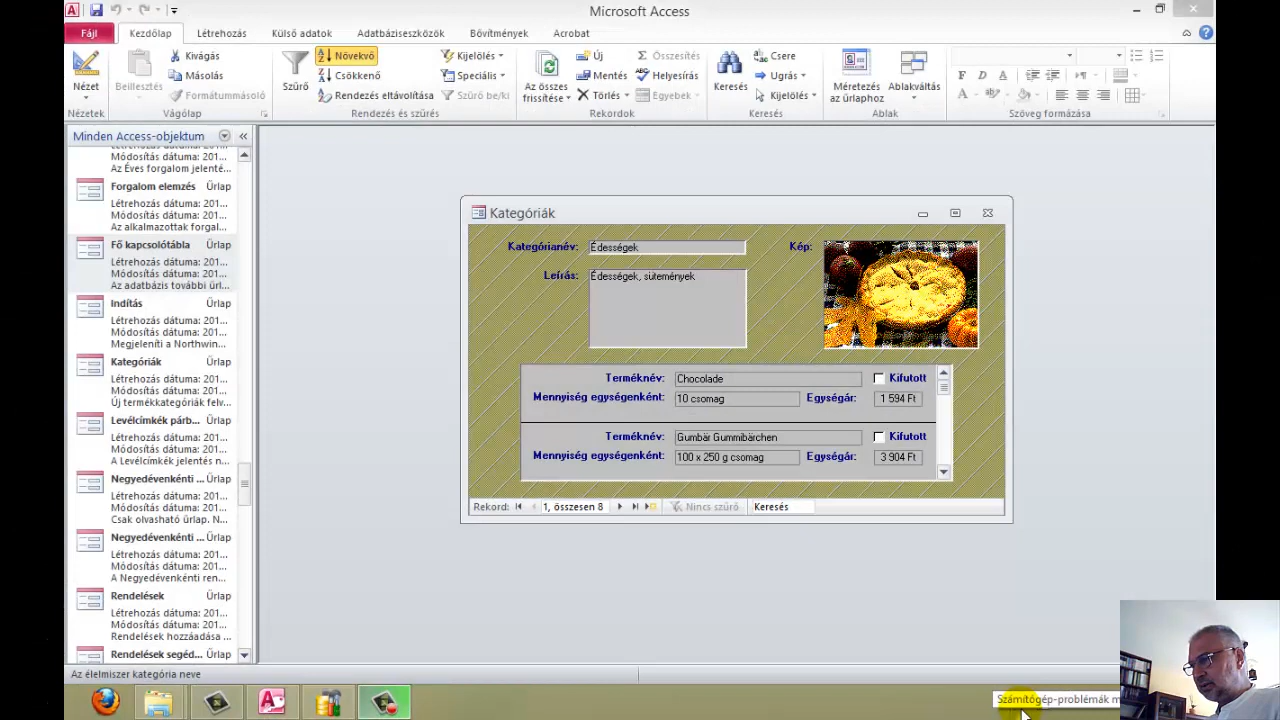 Microsoft Access
Fájl Kezdőlap Létrehozás Külső adatok Adatbáziseszközök Bővítmények Acrobat
Nézet
Nézetek
Beillesztés
Kivágás
Másolás
Formátummásoló
Vágólap
Szűrő
Növekvő
Csökkenő
Rendezés eltávolítása
Kijelölés
Speciális
Szűrő be/ki
Rendezés és szűrés
Az összes frissítése
Új
Mentés
Törlés
Összesítés
Helyesírás
Egyebek
Rekordok
Keresés
Csere
Ugrás
Kijelölés
Keresés
Méretezés az űrlaphoz
Ablakváltás
Ablak
F D A
A
Szöveg formázása
Minden Access-objektum
Módosítás dátuma: 201...
Az Éves forgalom jelenté...
Forgalom elemzés Űrlap
Létrehozás dátuma: 201...
Módosítás dátuma: 201...
Az alkalmazottak forgal...
Fő kapcsolótábla Űrlap
Létrehozás dátuma: 201...
Módosítás dátuma: 201...
Az adatbázis további űrl...
Indítás Űrlap
Létrehozás dátuma: 201...
Módosítás dátuma: 201...
Megjeleníti a Northwin...
Kategóriák Űrlap
Létrehozás dátuma: 201...
Módosítás dátuma: 201...
Új termékkategóriák felv...
Levélcímkék párb... Űrlap
Létrehozás dátuma: 201...
Módosítás dátuma: 201...
A Levélcímkék jelentés n...
Negyedévenkénti ... Űrlap
Létrehozás dátuma: 201...
Módosítás dátuma: 201...
Csak olvasható űrlap. N...
Negyedévenkénti ... Űrlap
Létrehozás dátuma: 201...
Módosítás dátuma: 201...
A Negyedévenkénti ren...
Rendelések Űrlap
Létrehozás dátuma: 201...
Módosítás dátuma: 201...
Rendelések hozzáadása ...
Rendelések segéd... Űrlap
Kategóriák
Kategórianév: Édességek
Kép:
Leírás: Édességek, sütemények
Terméknév: Chocolade Kifutott
Mennyiség egységenként: 10 csomag Egységár: 1 594 Ft
Terméknév: Gumbär Gummibärchen Kifutott
Mennyiség egységenként: 100 x 250 g csomag Egységár: 3 904 Ft
Rekord: 1, összesen 8 Nincs szűrő Keresés
Az élelmiszer kategória neve
Számítógép-problémák m